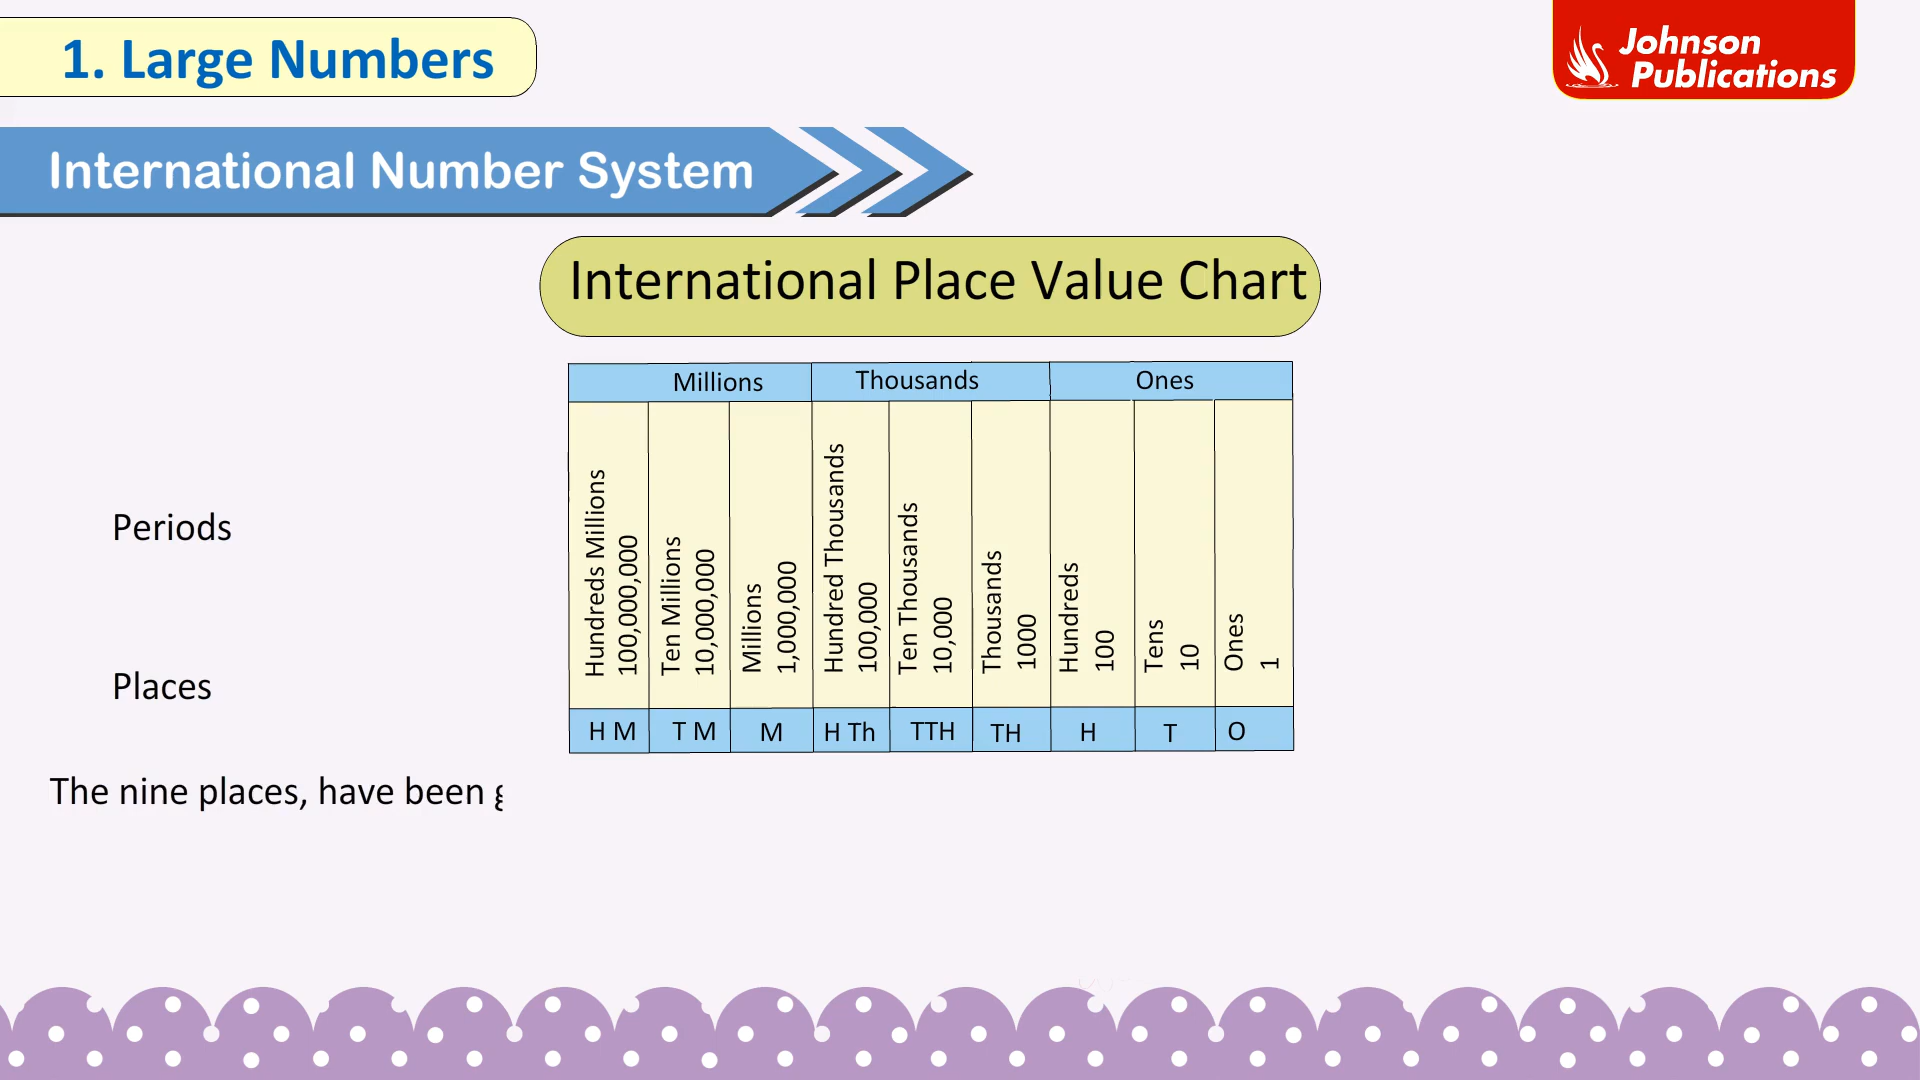 1. Large Numbers
Johnson
Publications
International Number System
International Place Value Chart
Millions Thousands Ones
Hundreds Millions
100,000,000
Ten Millions
10,000,000
Millions
1,000,000
Hundred Thousands
100,000
Ten Thousands
10,000
Thousands
1000
Hundreds
100
Tens
10
Ones
1
Periods
Places
H M T M M H Th TTH TH H T O
The nine places, have been